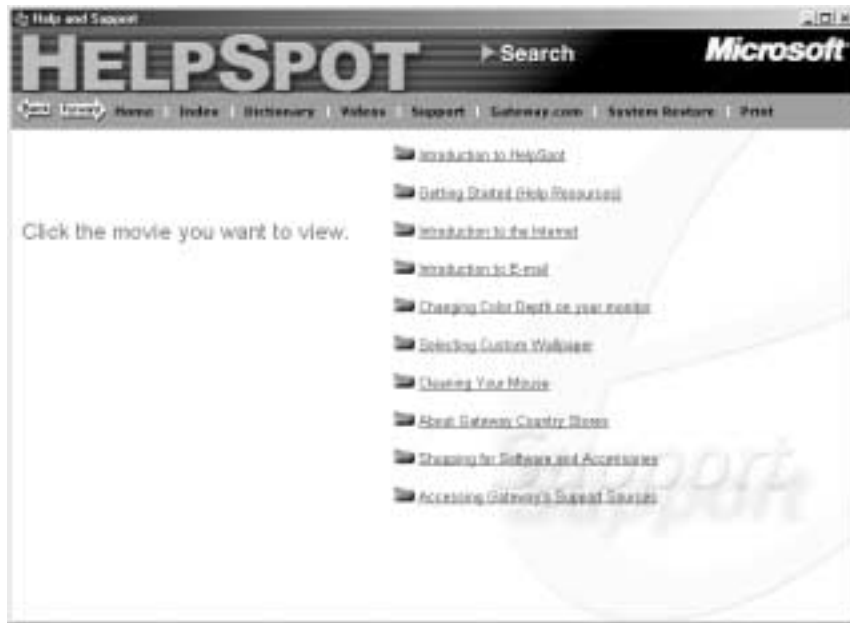 Help and Support
HELPSPOT
Search
Microsoft
Back Forward Home Index Dictionary Videos Support Gateway.com System Restore Print
Click the movie you want to view.
Introduction to HelpSpot
Getting Started (Help Resources)
Introduction to the Internet
Introduction to E-mail
Changing Color Depth on your monitor
Selecting Custom Wallpaper
Cleaning Your Mouse
About Gateway Country Stores
Shopping for Software and Accessories
Accessing Gateway's Support Sources
Support
Support